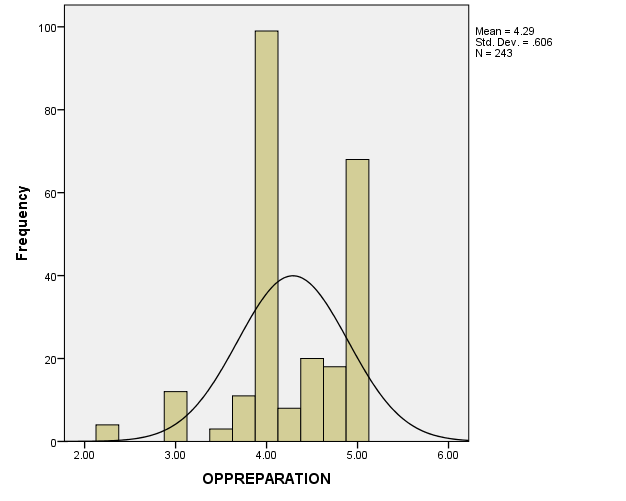 Mean = 4.29
Std. Dev. = .606
N = 243
100
80
60
40
20
0
Frequency
2.00 3.00 4.00 5.00 6.00
OPPREPARATION